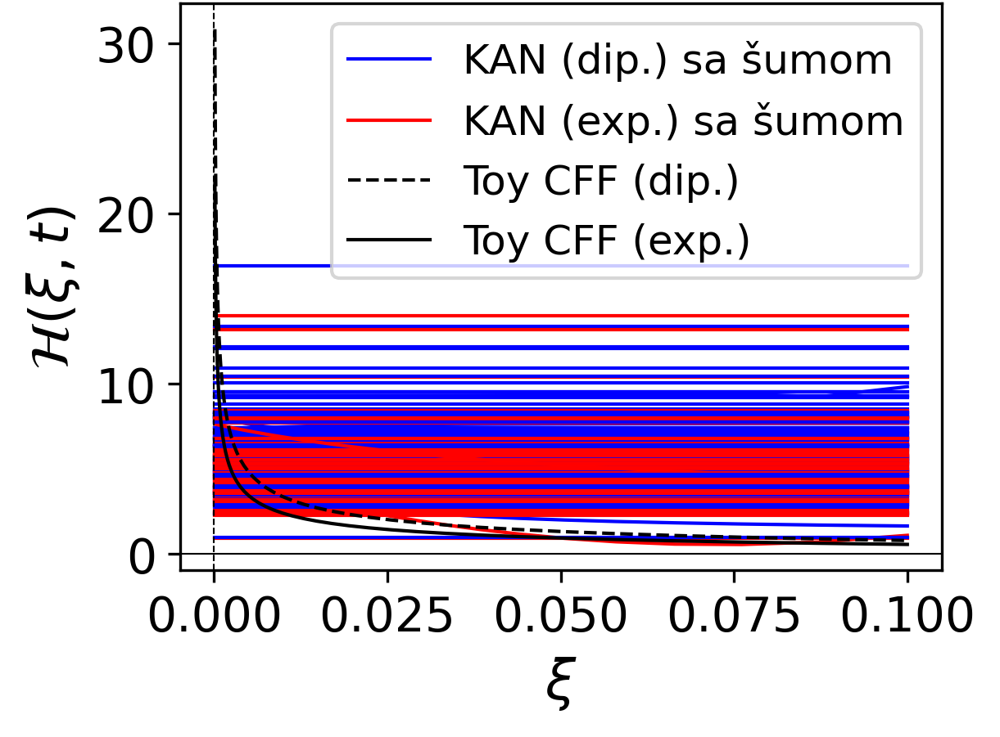 30
20
10
0
ℋ(ξ, t)
KAN (dip.) sa šumom
KAN (exp.) sa šumom
Toy CFF (dip.)
Toy CFF (exp.)
0.000 0.025 0.050 0.075 0.100
ξ